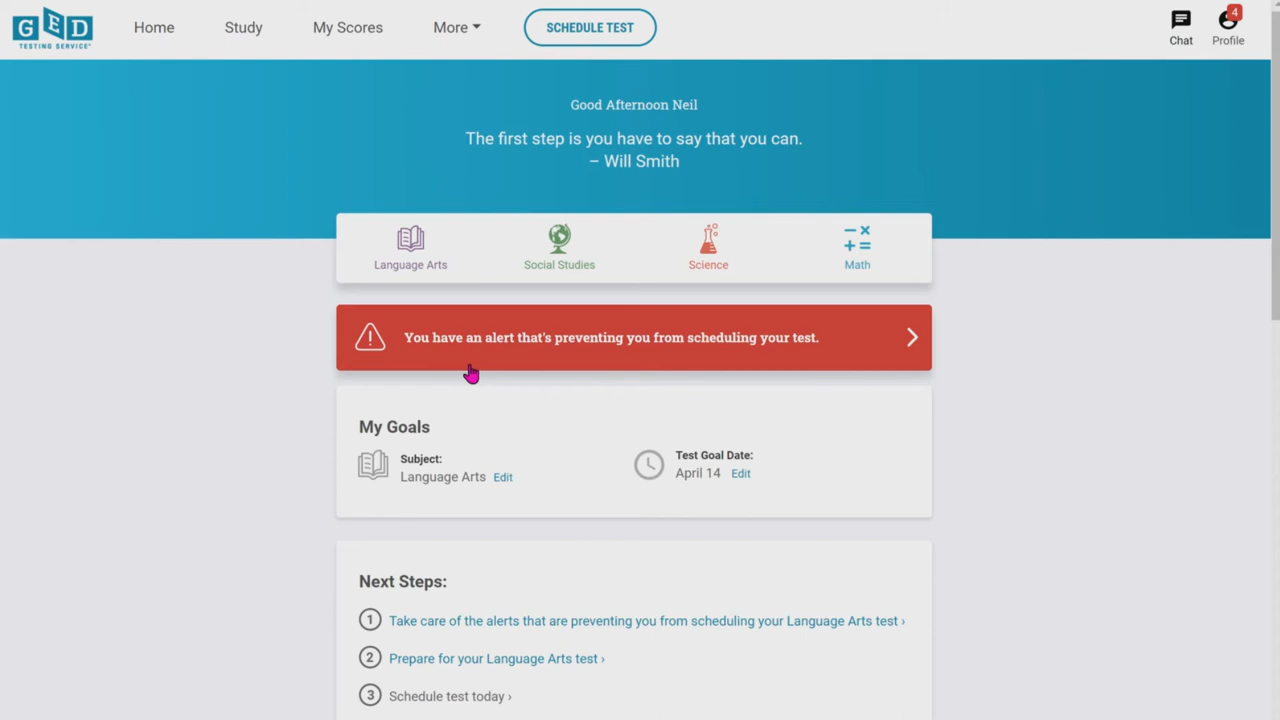 GED
TESTING SERVICE®
Home
Study
My Scores
More
SCHEDULE TEST
Chat
4
Profile
Good Afternoon Neil
The first step is you have to say that you can.
– Will Smith
Language Arts
Social Studies
Science
Math
You have an alert that's preventing you from scheduling your test.
My Goals
Subject:
Language Arts Edit
Test Goal Date:
April 14 Edit
Next Steps:
1 Take care of the alerts that are preventing you from scheduling your Language Arts test ›
2 Prepare for your Language Arts test ›
3 Schedule test today ›